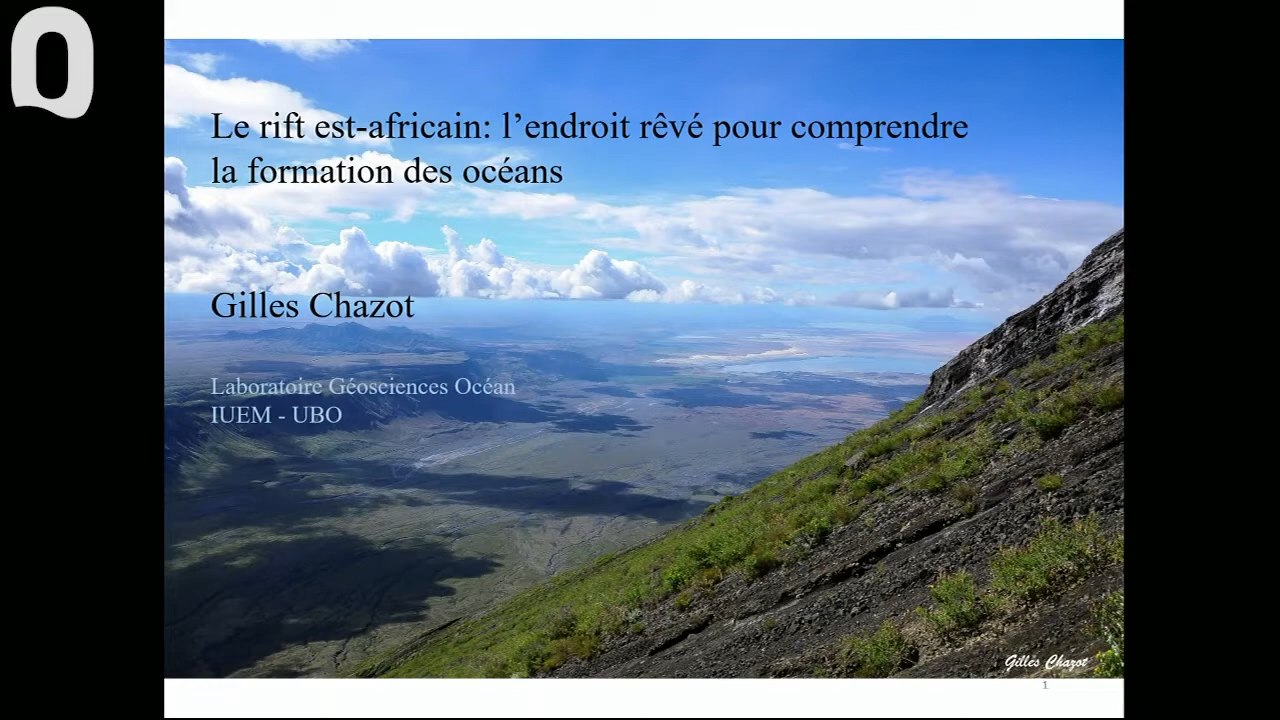 Le rift est-africain: l’endroit rêvé pour comprendre
la formation des océans
Gilles Chazot
Laboratoire Géosciences Océan
IUEM - UBO
Gilles Chazot
1